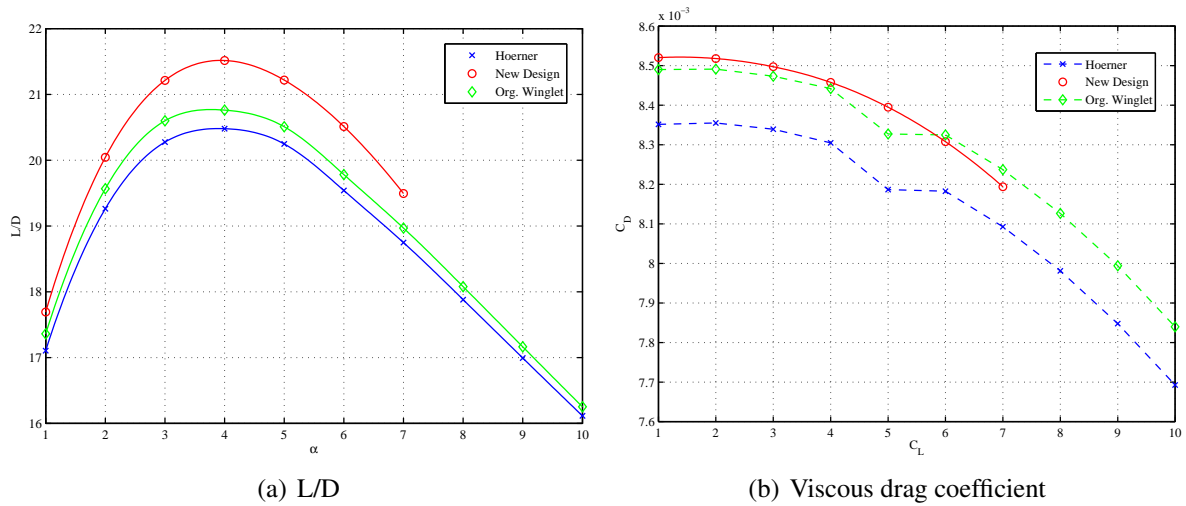 22
21
20
19
18
17
16
L/D
1 2 3 4 5 6 7 8 9 10
α
Hoerner
New Design
Org. Winglet
(a) L/D
x 10⁻³
8.6
8.5
8.4
8.3
8.2
8.1
8
7.9
7.8
7.7
7.6
C_D
1 2 3 4 5 6 7 8 9 10
C_L
Hoerner
New Design
Org. Winglet
(b) Viscous drag coefficient